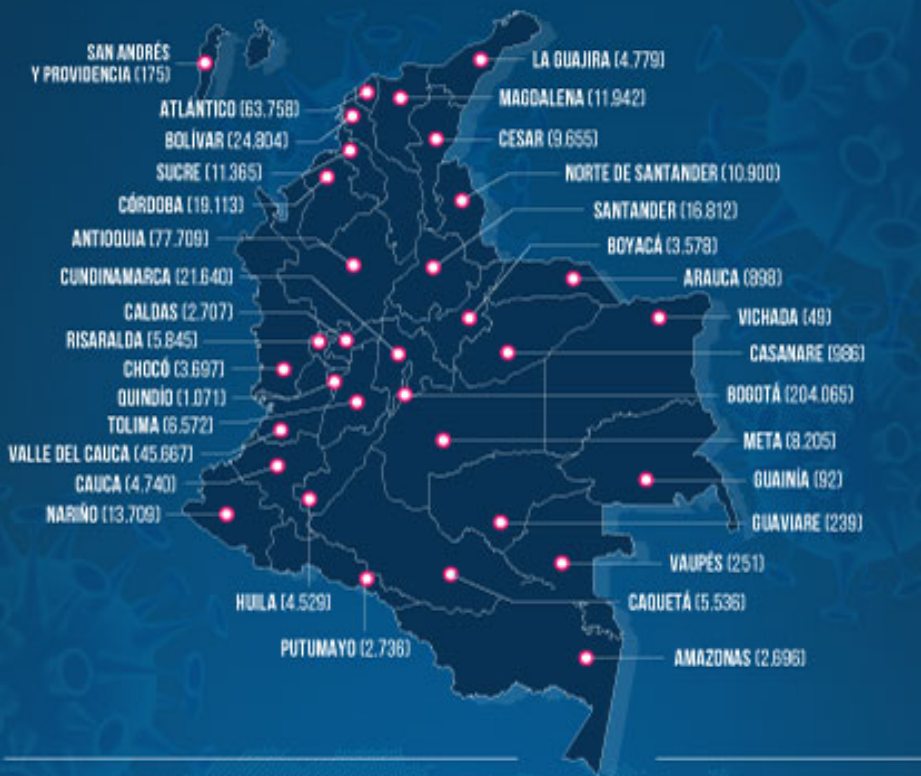 SAN ANDRÉS
Y PROVIDENCIA (175)
ATLÁNTICO (63.758)
BOLÍVAR (24.804)
SUCRE (11.365)
CÓRDOBA (19.113)
ANTIOQUIA (77.709)
CUNDINAMARCA (21.640)
CALDAS (2.707)
RISARALDA (5.845)
CHOCÓ (3.697)
QUINDÍO (1.071)
TOLIMA (6.572)
VALLE DEL CAUCA (45.667)
CAUCA (4.740)
NARIÑO (13.709)
HUILA (4.529)
PUTUMAYO (2.736)
LA GUAJIRA (4.779)
MAGDALENA (11.942)
CESAR (9.655)
NORTE DE SANTANDER (10.900)
SANTANDER (16.812)
BOYACÁ (3.578)
ARAUCA (898)
VICHADA (49)
CASANARE (986)
BOGOTÁ (204.065)
META (8.205)
GUAINÍA (92)
GUAVIARE (239)
VAUPÉS (251)
CAQUETÁ (5.536)
AMAZONAS (2.696)